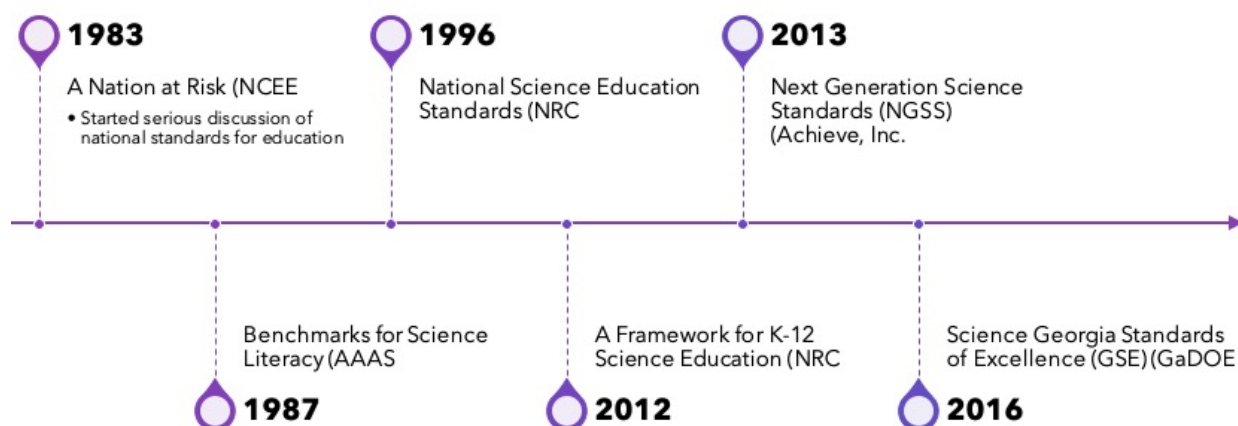 1983
A Nation at Risk (NCEE
• Started serious discussion of
national standards for education
1996
National Science Education
Standards (NRC
2013
Next Generation Science
Standards (NGSS)
(Achieve, Inc.
Benchmarks for Science
Literacy (AAAS
1987
A Framework for K-12
Science Education (NRC
2012
Science Georgia Standards
of Excellence (GSE) (GaDOE
2016